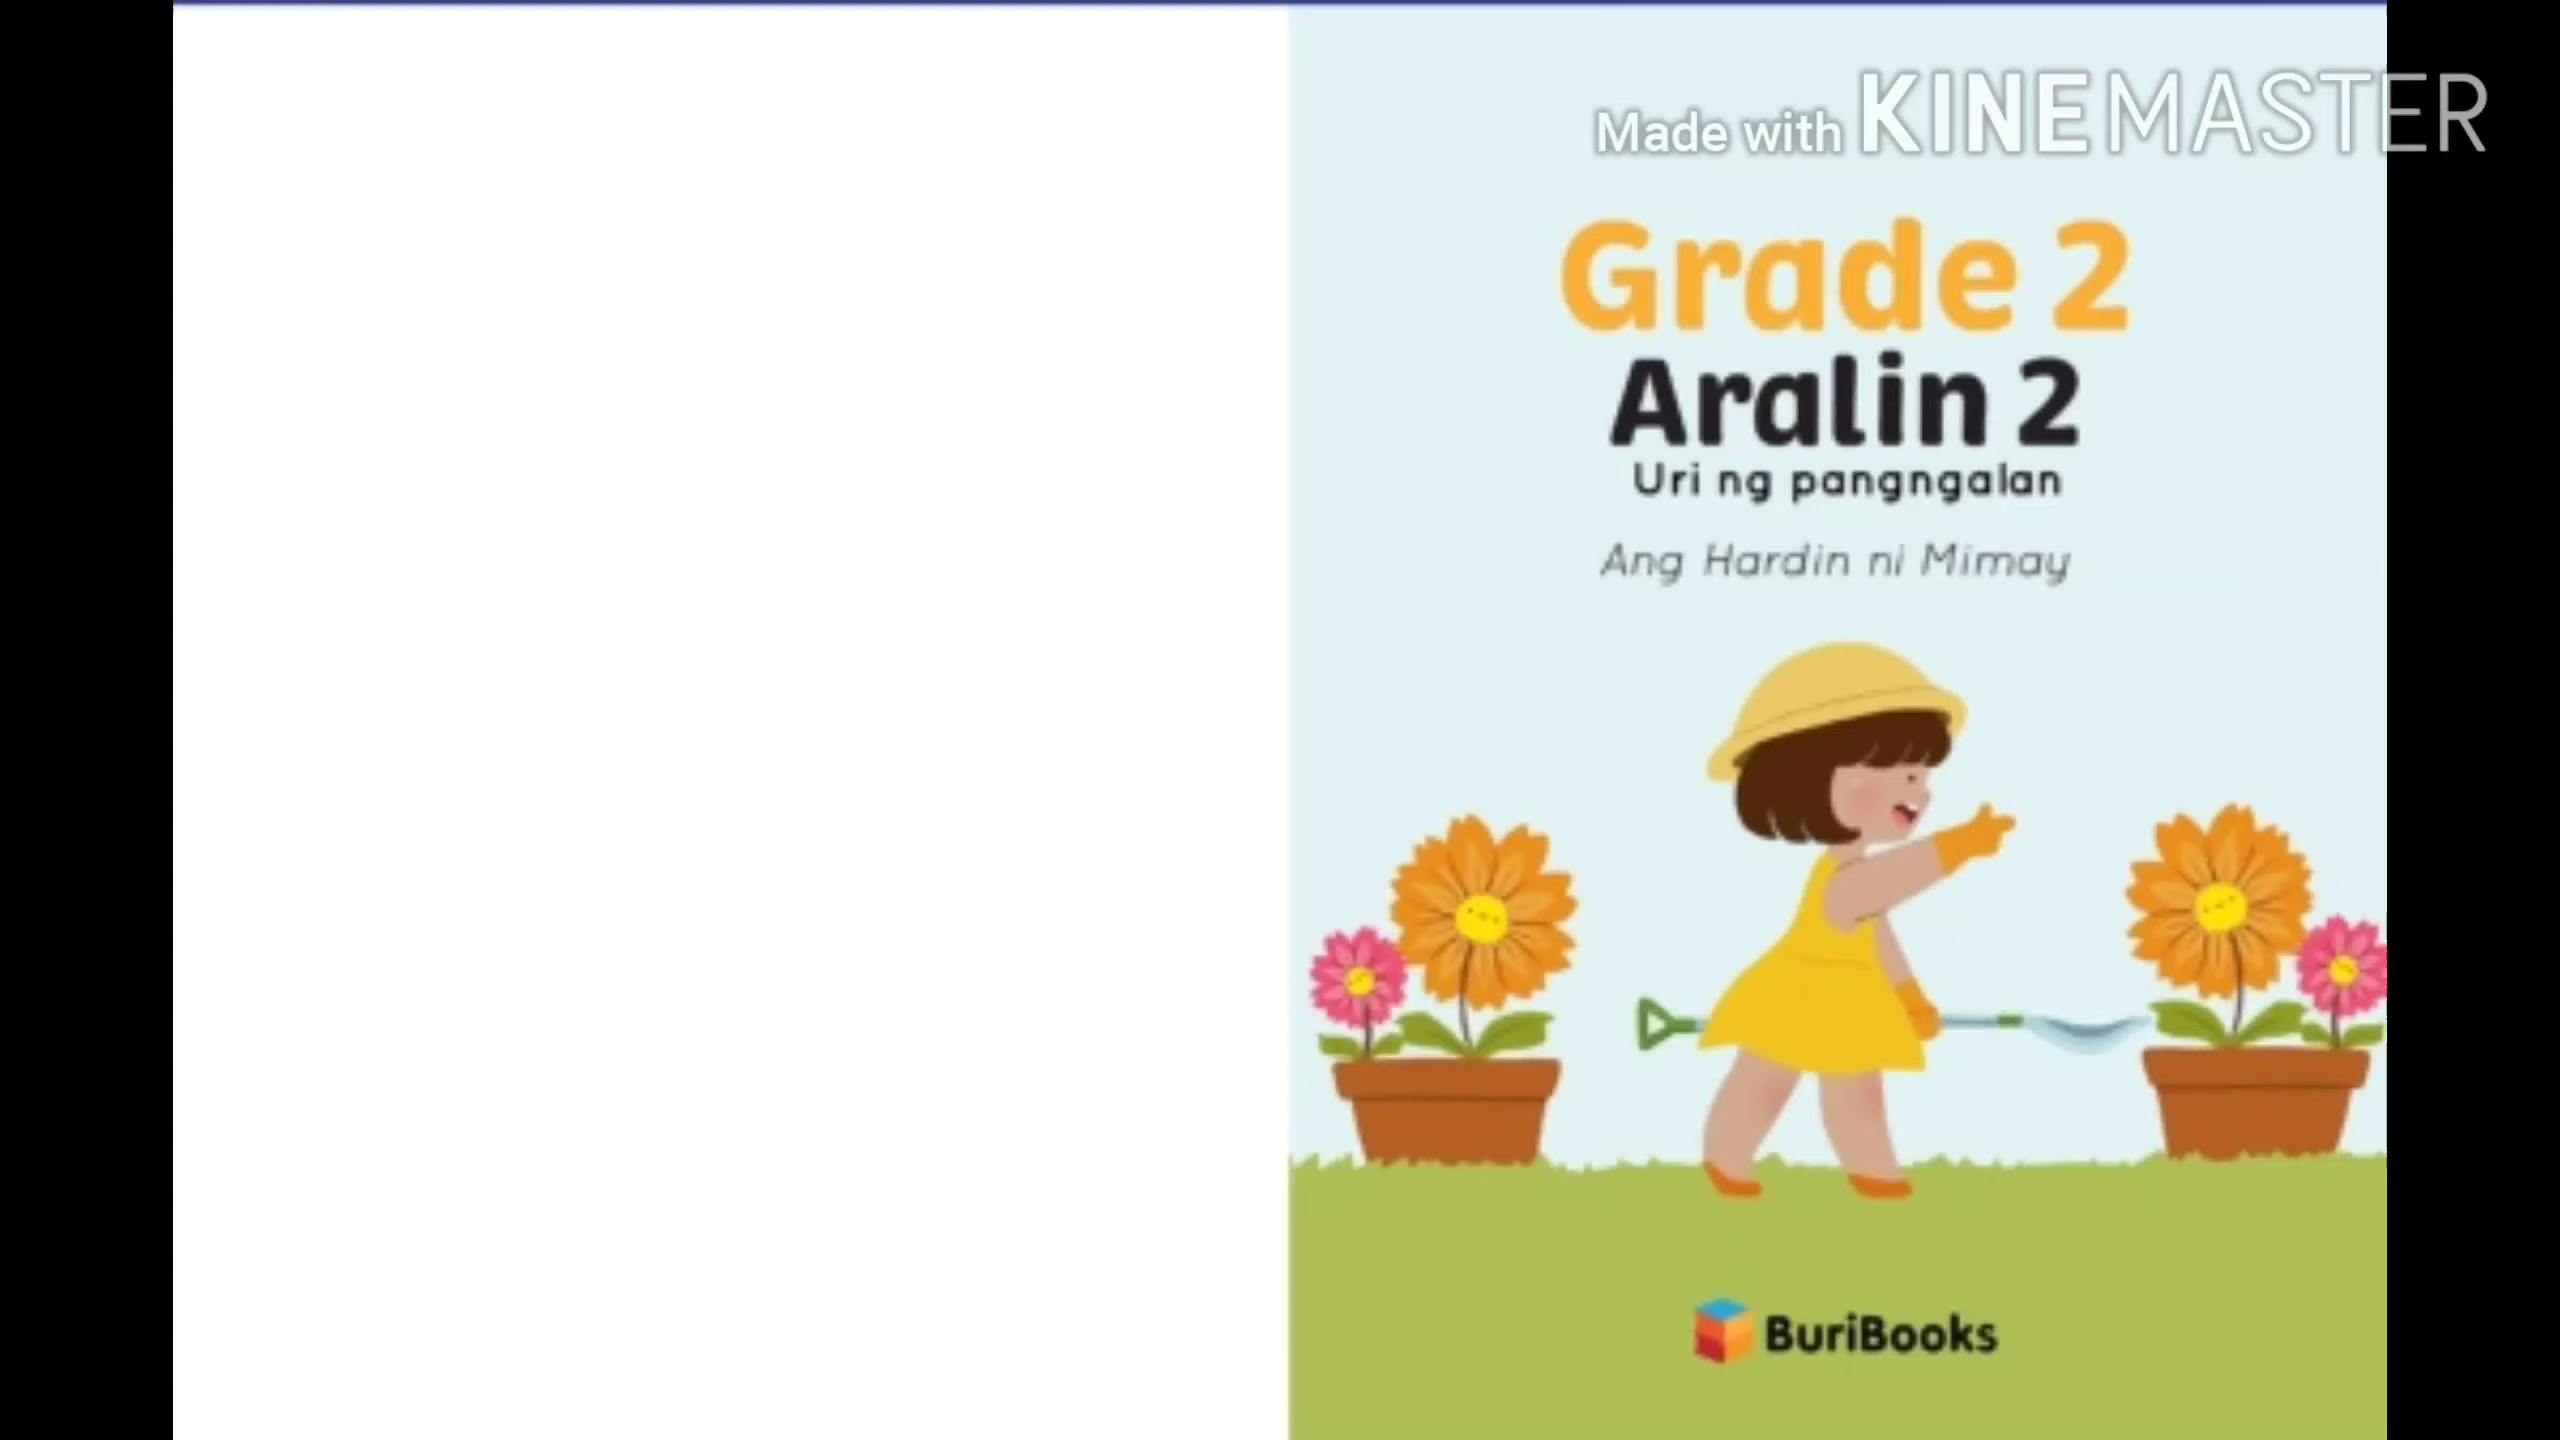 Made with KINEMASTER
Grade 2
Aralin 2
Uri ng pangngalan
Ang Hardin ni Mimay
BuriBooks